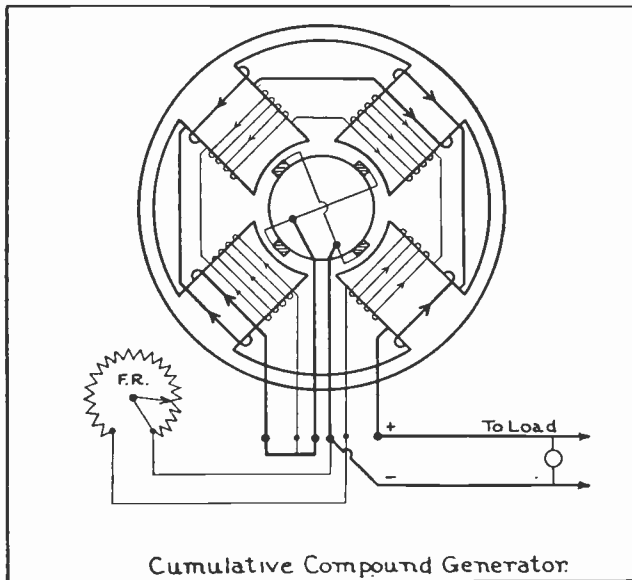 F.R.
+
To Load
-
Cumulative Compound Generator.